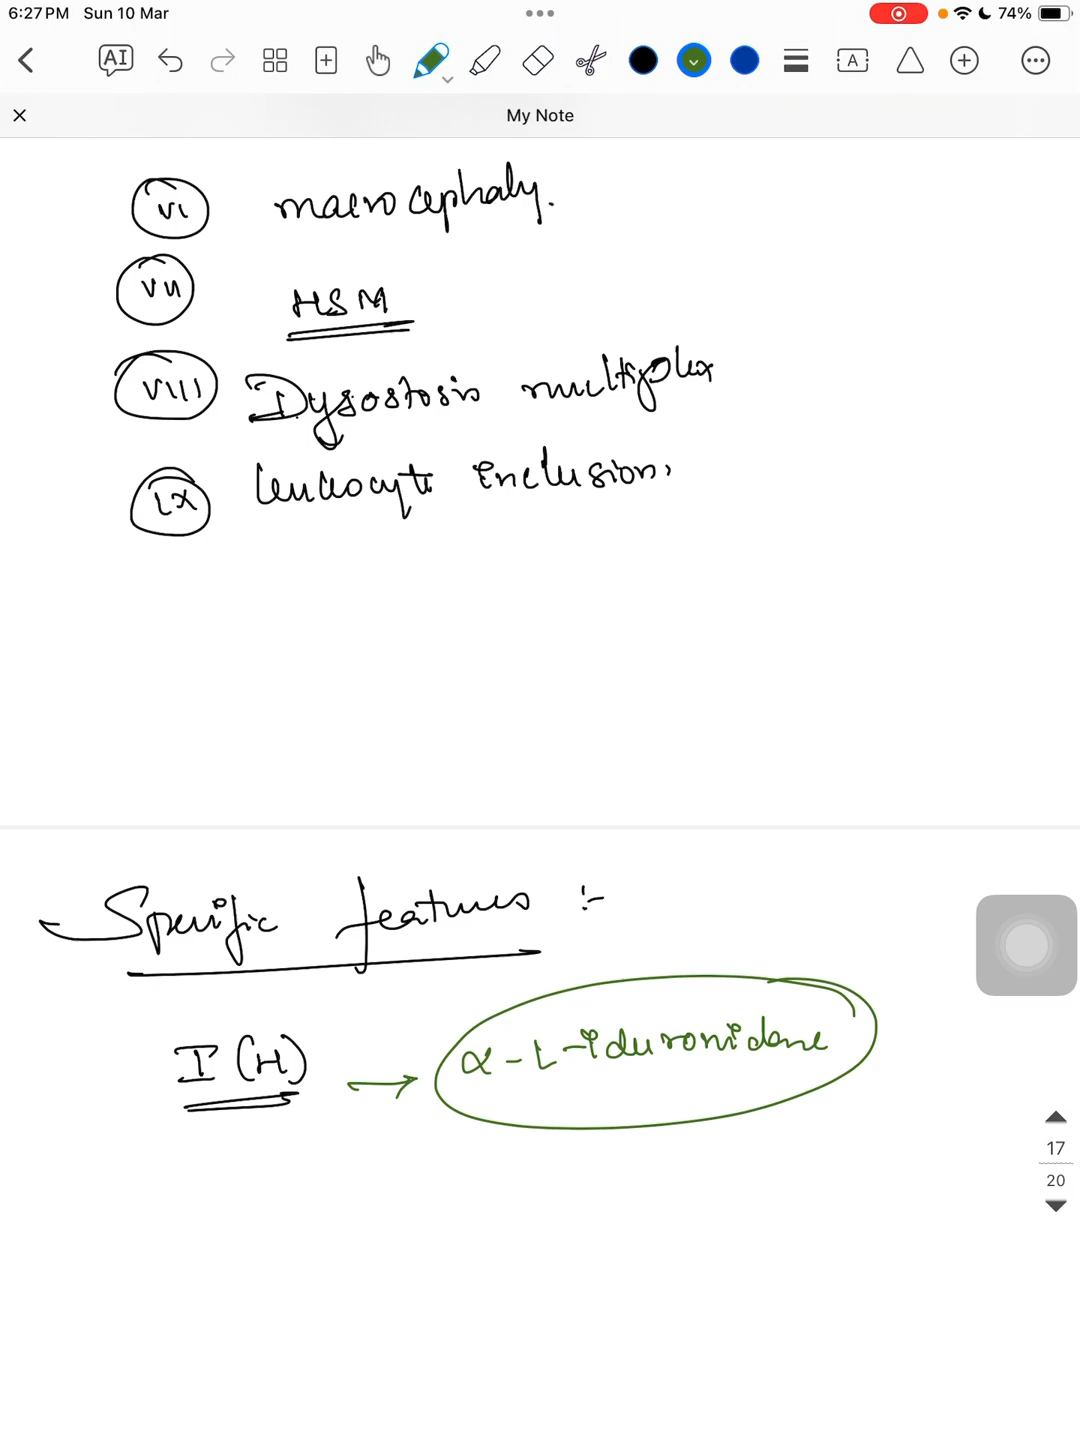 6:27 PM Sun 10 Mar
74%
AI
A
My Note
VI macrocephaly.
VII HSM
VIII Dysostosis multiplex
IX Leukocyte Inclusion,
Specific features :-
I (H) → α-L-iduronidase
17
20